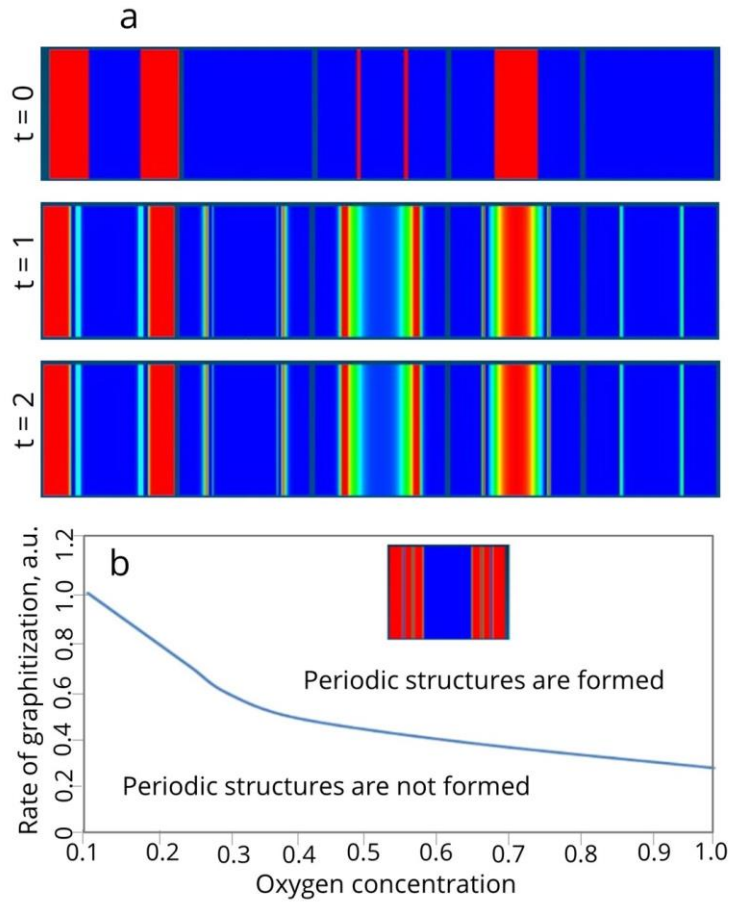 a
t = 0
t = 1
t = 2
b
Rate of graphitization, a.u.
1.2
1.0
0.8
0.6
0.4
0.2
0
Periodic structures are formed
Periodic structures are not formed
0.1 0.2 0.3 0.4 0.5 0.6 0.7 0.8 0.9 1.0
Oxygen concentration